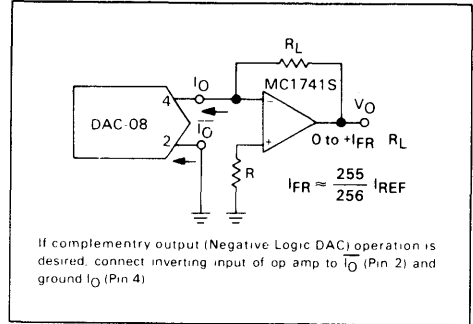 R_L
I_O
MC1741S
4
−
V_O
DAC-08
\overline{I_O}
2
+
0 to +I_FR R_L
R
I_FR ≈ 255/256 I_REF
If complementry output (Negative Logic DAC) operation is
desired, connect inverting input of op amp to \overline{I_O} (Pin 2) and
ground I_O (Pin 4)